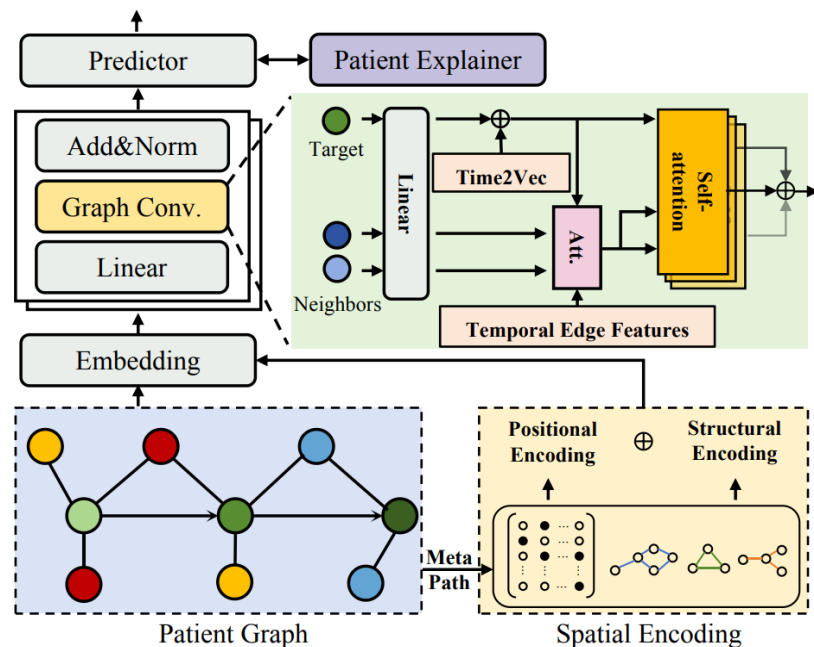 Predictor
Patient Explainer
Add&Norm
Graph Conv.
Linear
Embedding
Target
Neighbors
Linear
Time2Vec
Att.
Self-
attention
Temporal Edge Features
Positional
Encoding
⊕
Structural
Encoding
Meta
Path
Patient Graph
Spatial Encoding